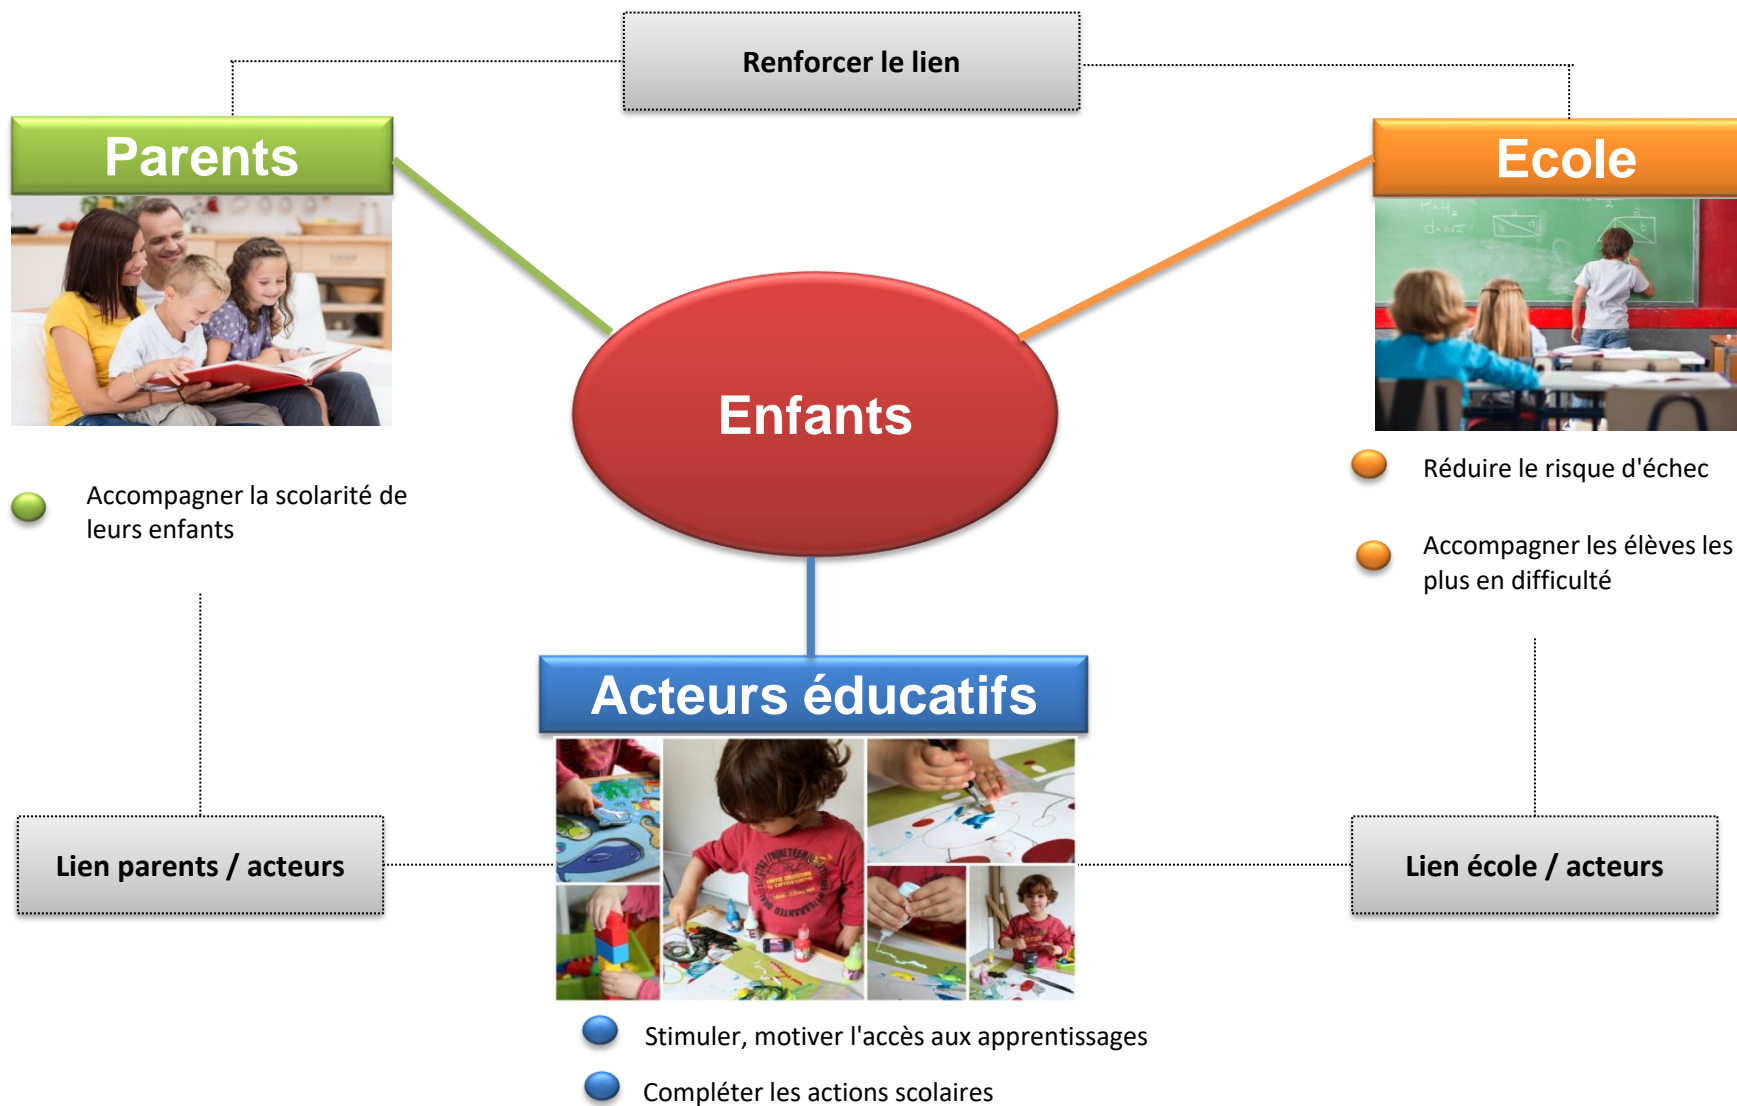 Renforcer le lien
Parents
Ecole
Enfants
Accompagner la scolarité de
leurs enfants
Réduire le risque d'échec
Accompagner les élèves les
plus en difficulté
Acteurs éducatifs
Lien parents / acteurs
Lien école / acteurs
Stimuler, motiver l'accès aux apprentissages
Compléter les actions scolaires